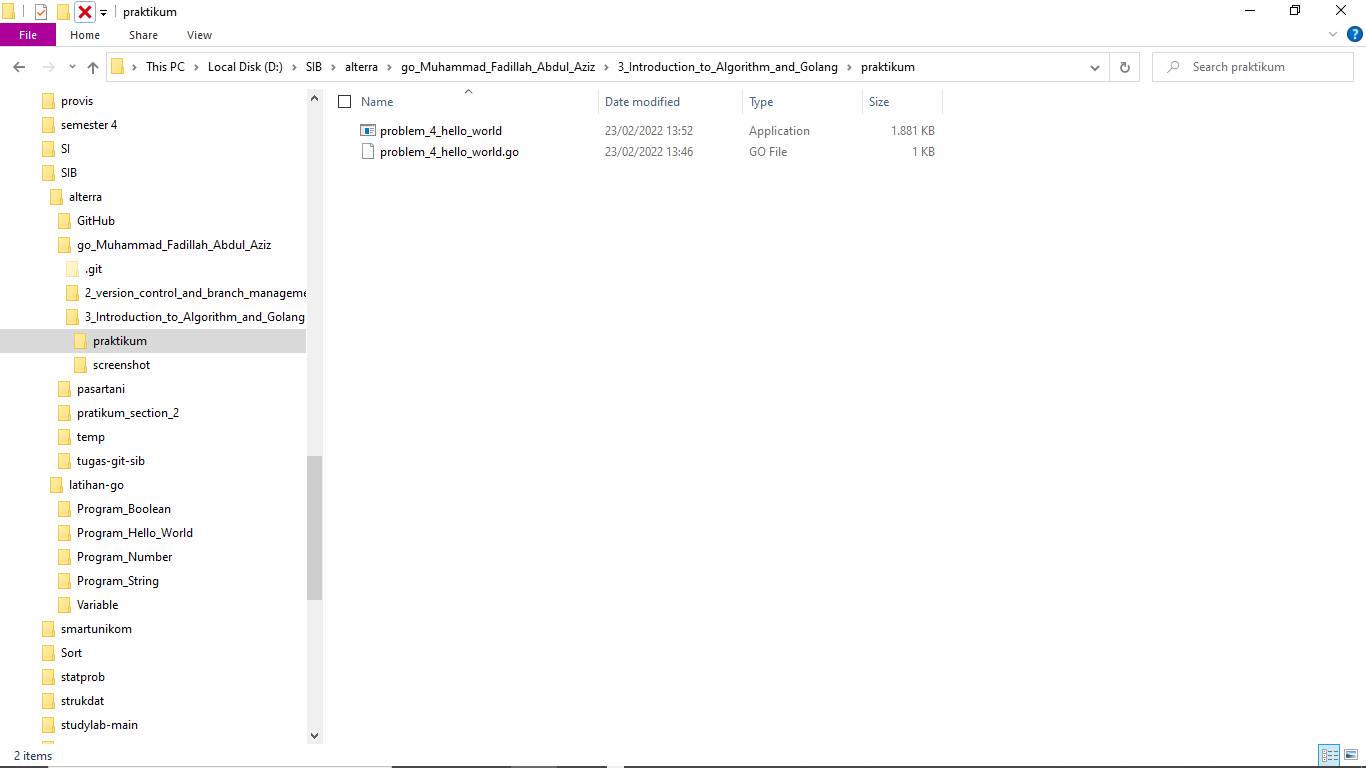 praktikum
File Home Share View
This PC Local Disk (D:) SIB alterra go_Muhammad_Fadillah_Abdul_Aziz 3_Introduction_to_Algorithm_and_Golang praktikum Search praktikum
Name Date modified Type Size
problem_4_hello_world 23/02/2022 13:52 Application 1.881 KB
problem_4_hello_world.go 23/02/2022 13:46 GO File 1 KB
provis
semester 4
SI
SIB
alterra
GitHub
go_Muhammad_Fadillah_Abdul_Aziz
.git
2_version_control_and_branch_manageme
3_Introduction_to_Algorithm_and_Golang
praktikum
screenshot
pasartani
pratikum_section_2
temp
tugas-git-sib
latihan-go
Program_Boolean
Program_Hello_World
Program_Number
Program_String
Variable
smartunikom
Sort
statprob
strukdat
studylab-main
2 items